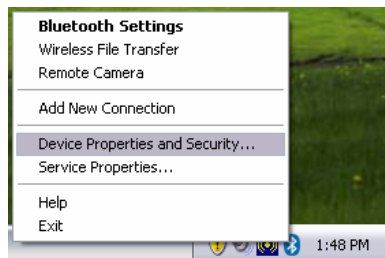 Bluetooth Settings
Wireless File Transfer
Remote Camera
Add New Connection
Device Properties and Security...
Service Properties...
Help
Exit
1:48 PM